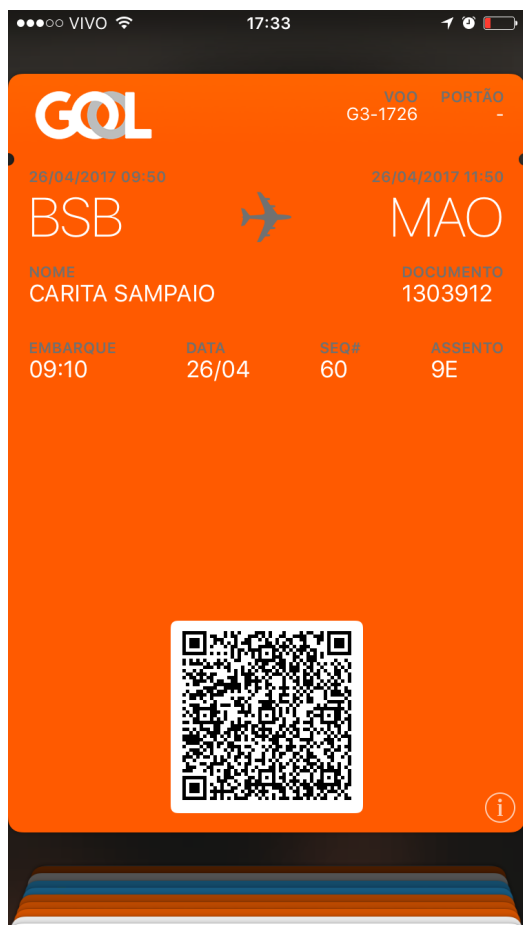 VIVO 17:33
GOL VOO PORTÃO
G3-1726 -
26/04/2017 09:50 26/04/2017 11:50
BSB MAO
NOME DOCUMENTO
CARITA SAMPAIO 1303912
EMBARQUE DATA SEQ# ASSENTO
09:10 26/04 60 9E
i